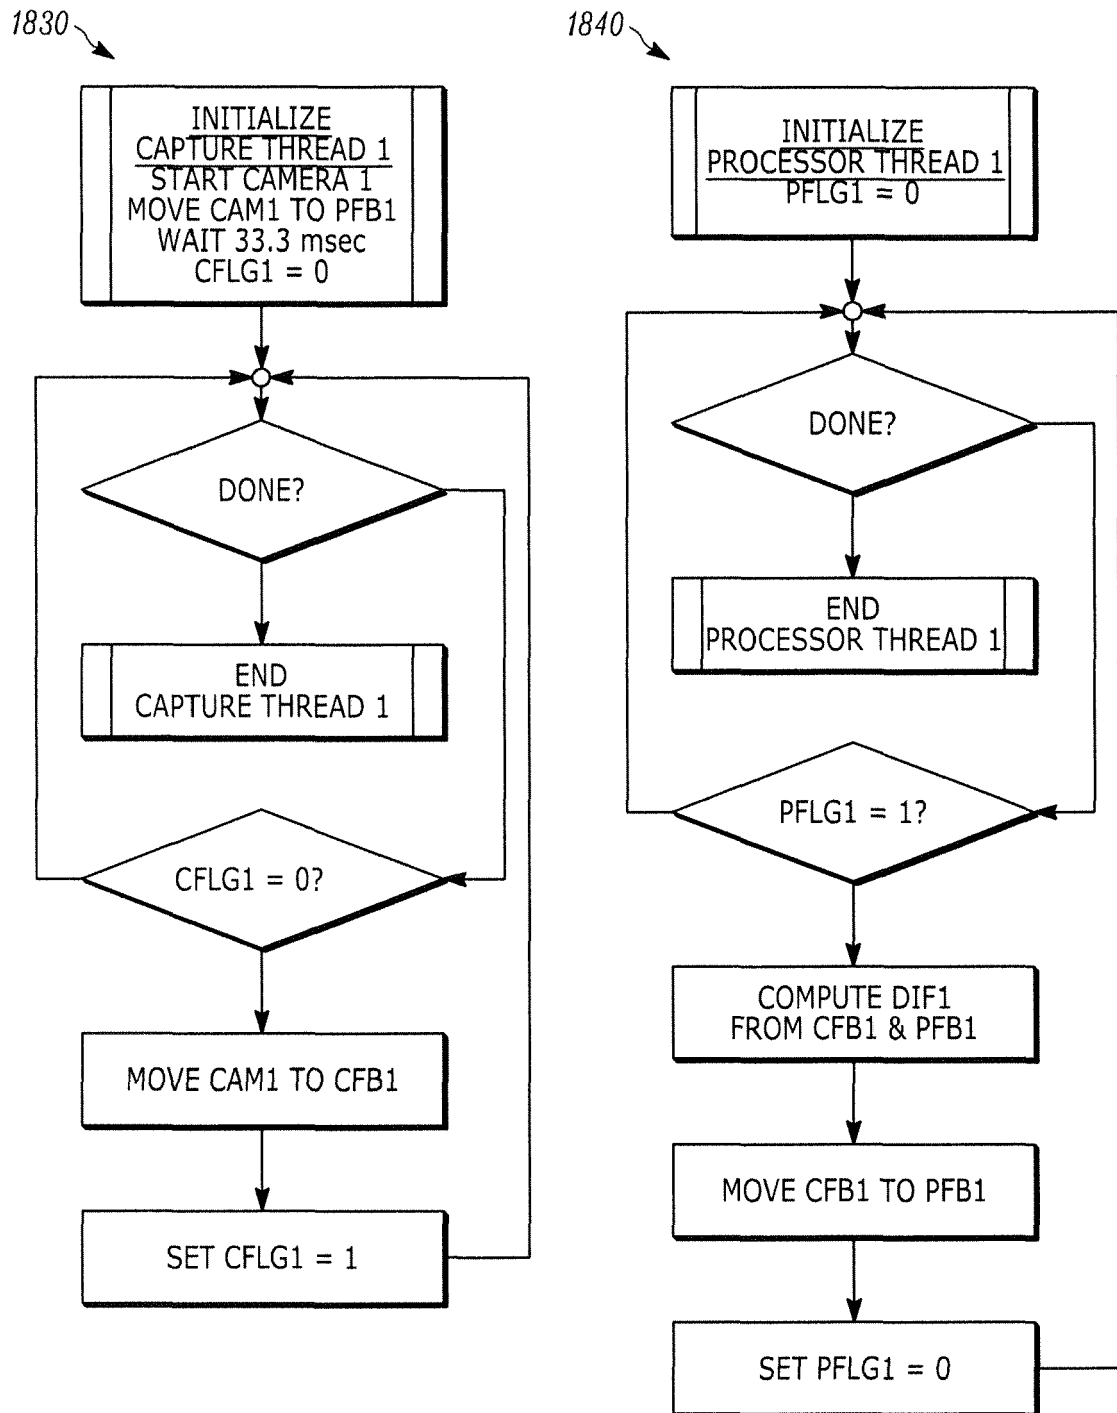 1830
INITIALIZE
CAPTURE THREAD 1
START CAMERA 1
MOVE CAM1 TO PFB1
WAIT 33.3 msec
CFLG1 = 0
DONE?
END
CAPTURE THREAD 1
CFLG1 = 0?
MOVE CAM1 TO CFB1
SET CFLG1 = 1
1840
INITIALIZE
PROCESSOR THREAD 1
PFLG1 = 0
DONE?
END
PROCESSOR THREAD 1
PFLG1 = 1?
COMPUTE DIF1
FROM CFB1 & PFB1
MOVE CFB1 TO PFB1
SET PFLG1 = 0